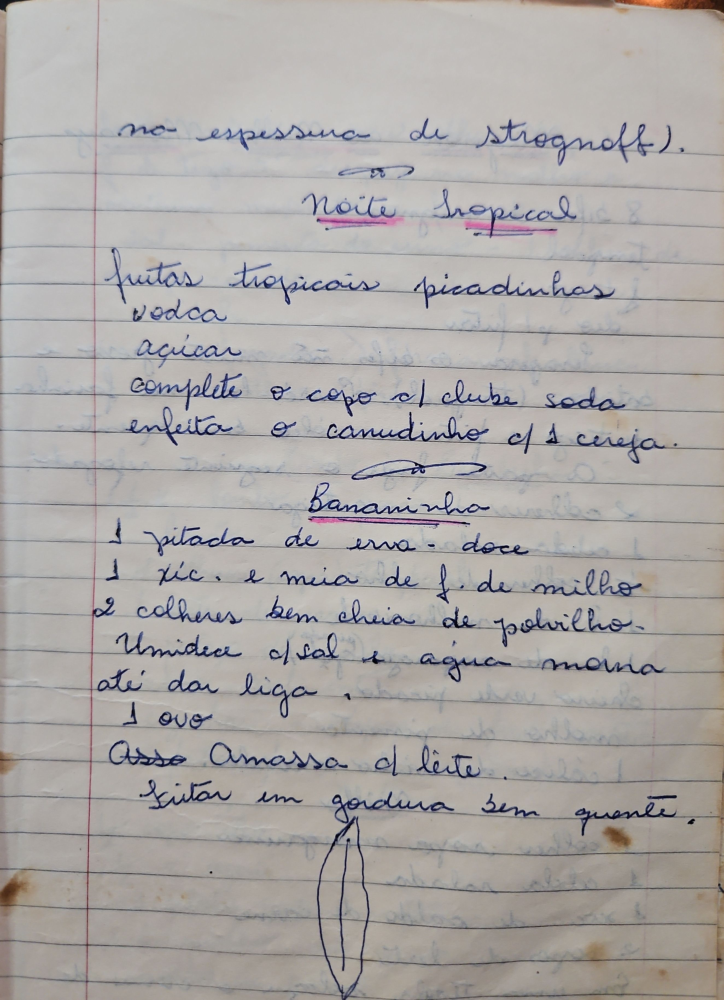 na espessura de strognoff).
Noite Tropical
frutas tropicais picadinhas
vodca
açúcar
complete o copo c/ clube soda
enfeita o canudinho c/ 1 cereja.
Bananinha
1 pitada de erva-doce
1 xíc. e meia de f. de milho
2 colheres bem cheia de polvilho.
Umidece c/ sal e água morna
até dar liga.
1 ovo
Asso Amassa c/ leite.
Fritar em gordura bem quente.